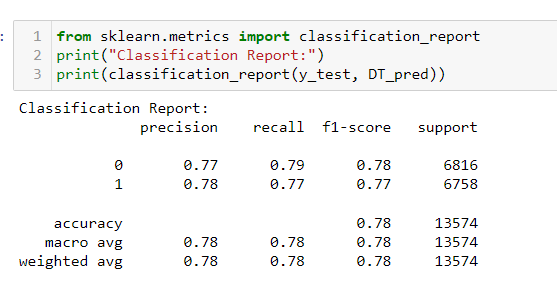 1 from sklearn.metrics import classification_report
2 print("Classification Report:")
3 print(classification_report(y_test, DT_pred))
Classification Report:
precision recall f1-score support
0 0.77 0.79 0.78 6816
1 0.78 0.77 0.77 6758
accuracy 0.78 13574
macro avg 0.78 0.78 0.78 13574
weighted avg 0.78 0.78 0.78 13574